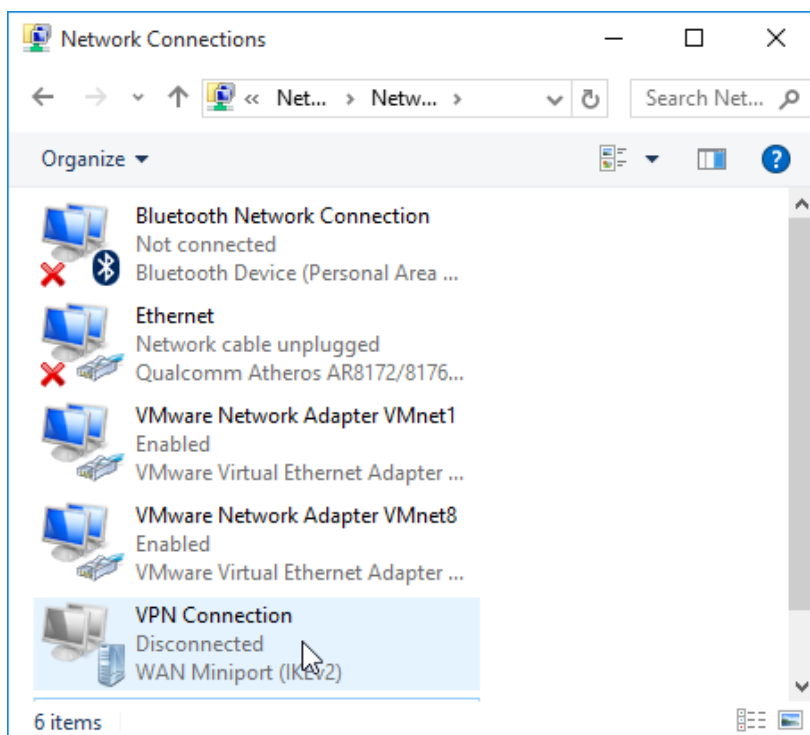 Network Connections
« Net... > Netw... >
Search Net...
Organize
?
Bluetooth Network Connection
Not connected
Bluetooth Device (Personal Area ...
Ethernet
Network cable unplugged
Qualcomm Atheros AR8172/8176...
VMware Network Adapter VMnet1
Enabled
VMware Virtual Ethernet Adapter ...
VMware Network Adapter VMnet8
Enabled
VMware Virtual Ethernet Adapter ...
VPN Connection
Disconnected
WAN Miniport (IKEv2)
6 items